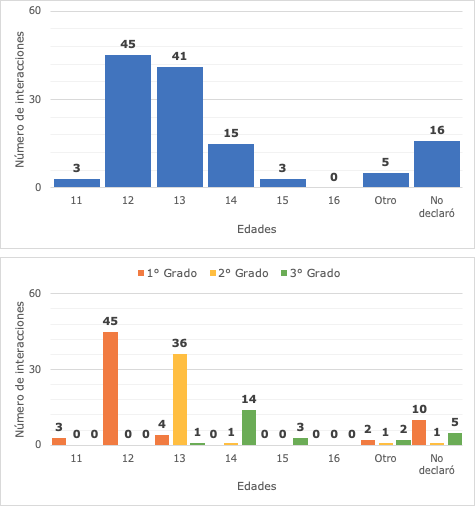 Número de interacciones
60
30
0
3
45
41
15
3
0
5
16
11 12 13 14 15 16 Otro No declaró
Edades
1° Grado 2° Grado 3° Grado
Número de interacciones
60
30
0
3 0 0
45 0 0
4 36 1
0 1 14
0 0 3
0 0 0
2 1 2
10 1 5
11 12 13 14 15 16 Otro No declaró
Edades